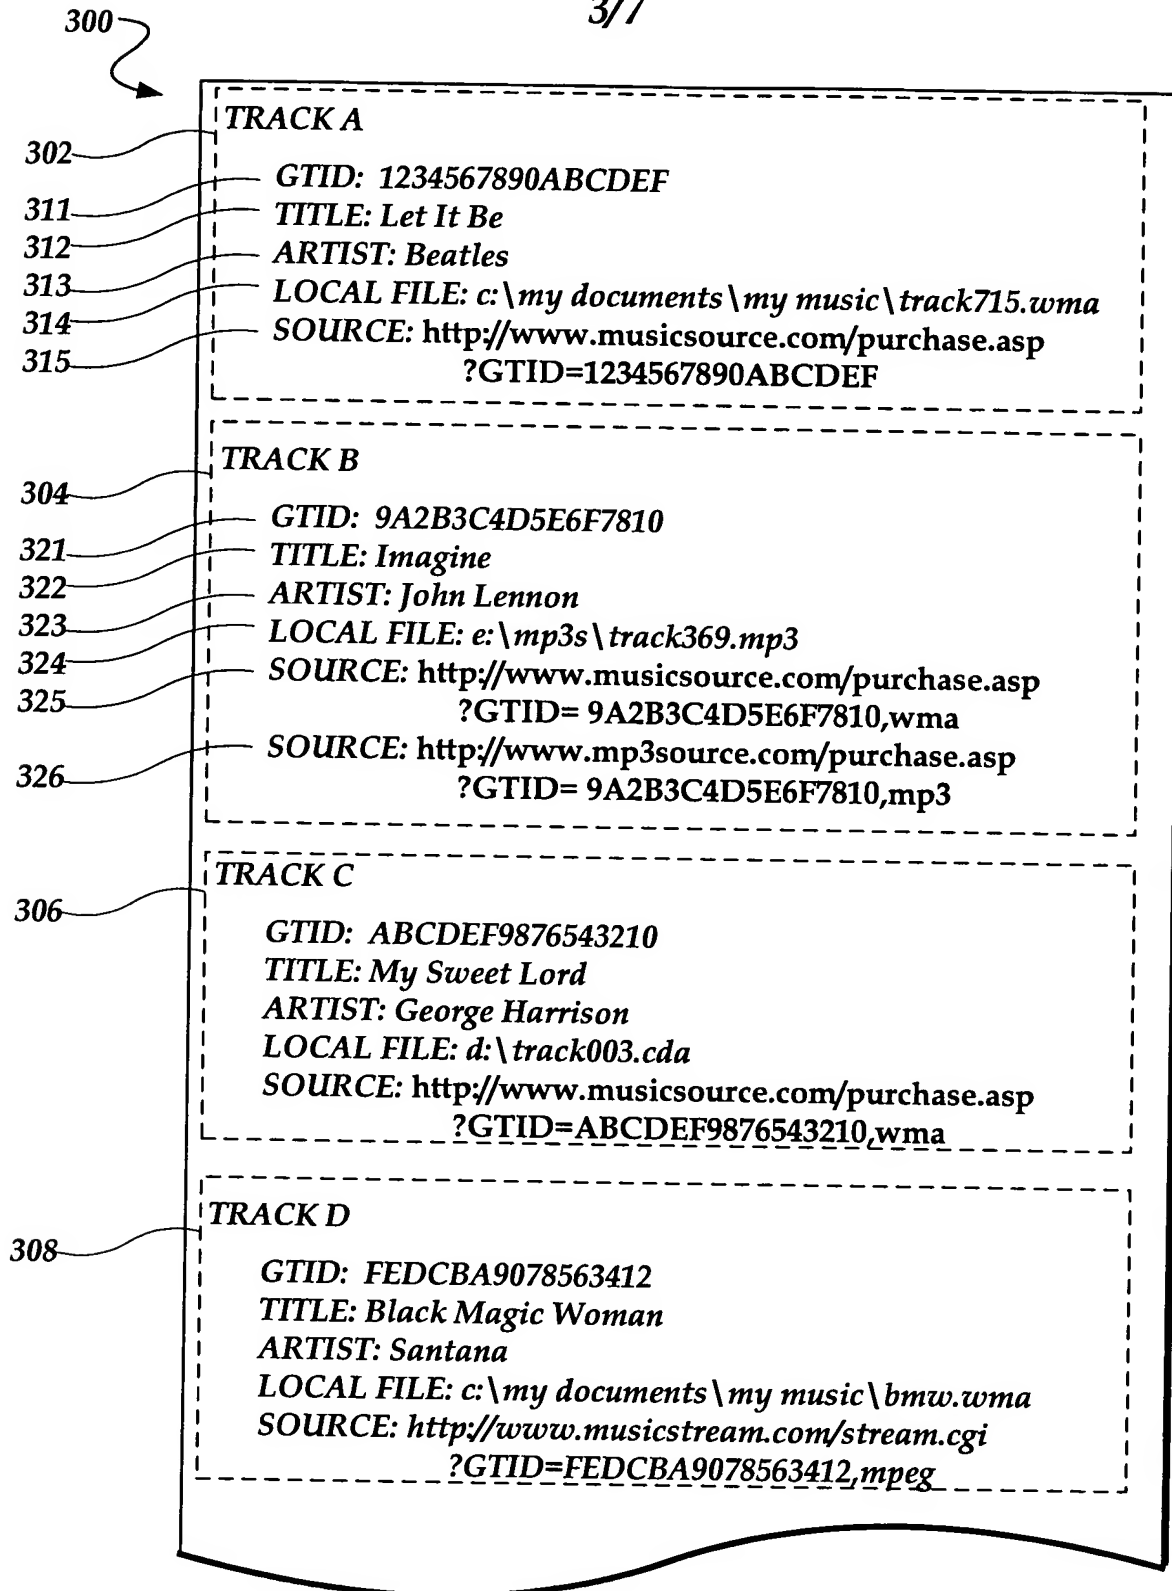 3/7
300
TRACK A
302
GTID: 1234567890ABCDEF
311
TITLE: Let It Be
312
ARTIST: Beatles
313
LOCAL FILE: c:\my documents\my music\track715.wma
314
SOURCE: http://www.musicsource.com/purchase.asp
315
?GTID=1234567890ABCDEF
TRACK B
304
GTID: 9A2B3C4D5E6F7810
321
TITLE: Imagine
322
ARTIST: John Lennon
323
LOCAL FILE: e:\mp3s\track369.mp3
324
SOURCE: http://www.musicsource.com/purchase.asp
325
?GTID= 9A2B3C4D5E6F7810,wma
SOURCE: http://www.mp3source.com/purchase.asp
326
?GTID= 9A2B3C4D5E6F7810,mp3
TRACK C
306
GTID: ABCDEF9876543210
TITLE: My Sweet Lord
ARTIST: George Harrison
LOCAL FILE: d:\track003.cda
SOURCE: http://www.musicsource.com/purchase.asp
?GTID=ABCDEF9876543210,wma
TRACK D
308
GTID: FEDCBA9078563412
TITLE: Black Magic Woman
ARTIST: Santana
LOCAL FILE: c:\my documents\my music\bmw.wma
SOURCE: http://www.musicstream.com/stream.cgi
?GTID=FEDCBA9078563412,mpeg